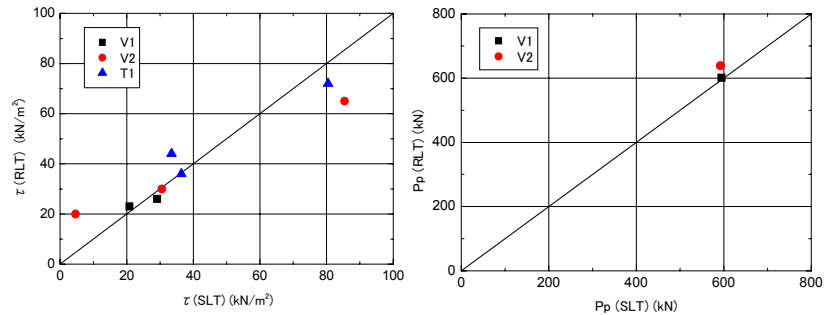 100
80
60
40
20
0
V1
V2
T1
0 20 40 60 80 100
τ (RLT) (kN/m²)
τ (SLT) (kN/m²)
800
600
400
200
0
V1
V2
0 200 400 600 800
Pp (RLT) (kN)
Pp (SLT) (kN)